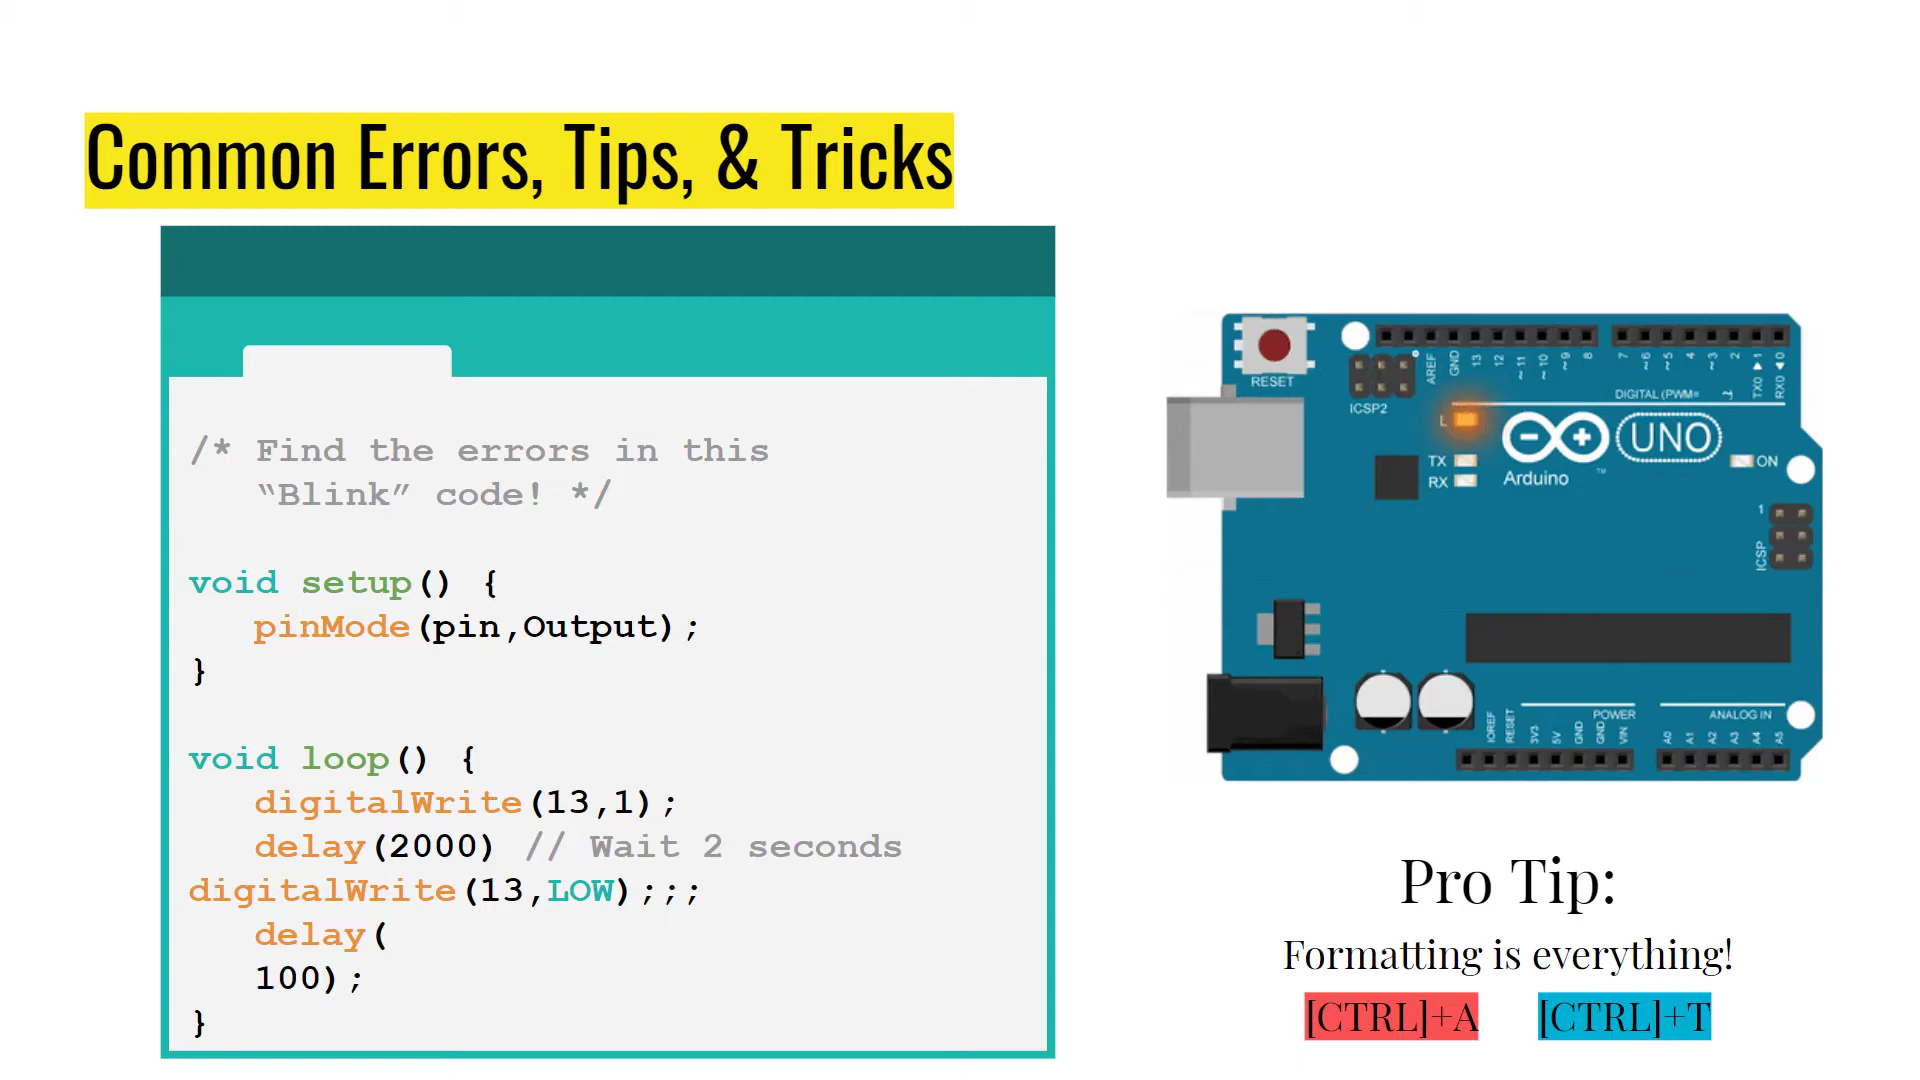 Common Errors, Tips, & Tricks
/* Find the errors in this
“Blink” code! */
void setup() {
pinMode(pin,Output);
}
void loop() {
digitalWrite(13,1);
delay(2000) // Wait 2 seconds
digitalWrite(13,LOW);;;
delay(
100);
}
RESET
ICSP2
AREF
GND
13
12
~11
~10
~9
8
7
~6
~5
4
~3
2
TX0 ▶1
RX0 ◀0
DIGITAL (PWM=
L
TX
RX
Arduino
™
UNO
ON
1
ICSP
IOREF
RESET
3V3
5V
GND
GND
VIN
POWER
ANALOG IN
A0
A1
A2
A3
A4
A5
Pro Tip:
Formatting is everything!
[CTRL]+A [CTRL]+T